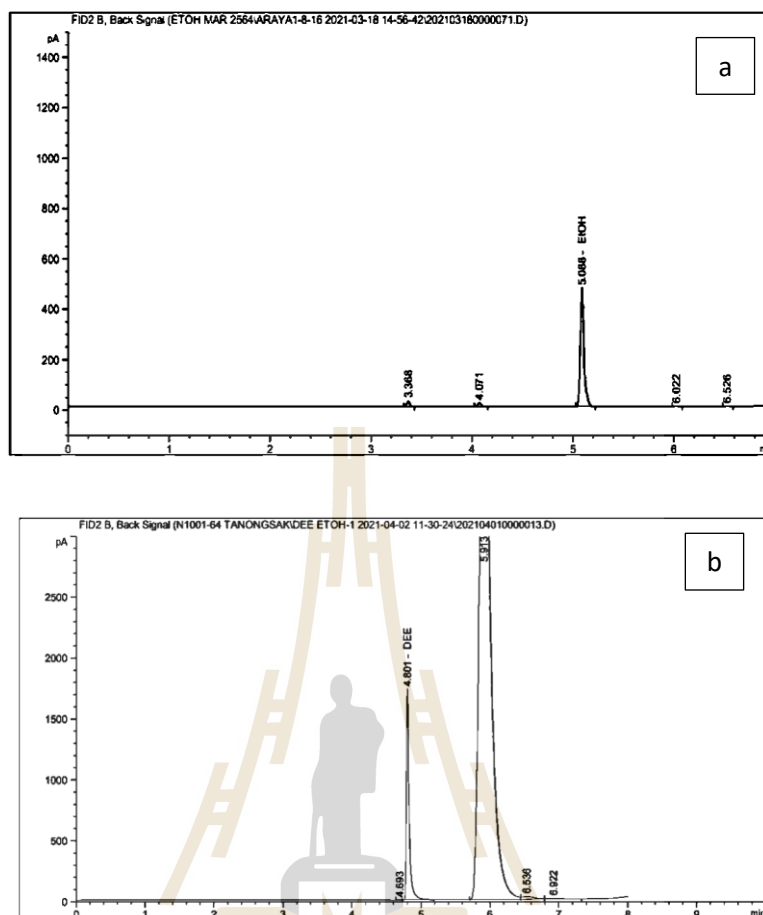 FID2 B, Back Signal (ETOH MAR 2564\ARAYA1-8-16 2021-03-18 14-56-42\202103180000071.D)
pA
a
1400
1200
1000
800
600
400
200
0
3.368
4.071
5.088 - EtOH
6.022
6.526
0 1 2 3 4 5 6
FID2 B, Back Signal (N1001-64 TANONGSAK\DEE ETOH-1 2021-04-02 11-30-24\202104010000013.D)
pA
b
2500
2000
1500
1000
500
0
4.693
4.801 - DEE
5.913
6.536
6.922
0 1 2 3 4 5 6 7 8 9